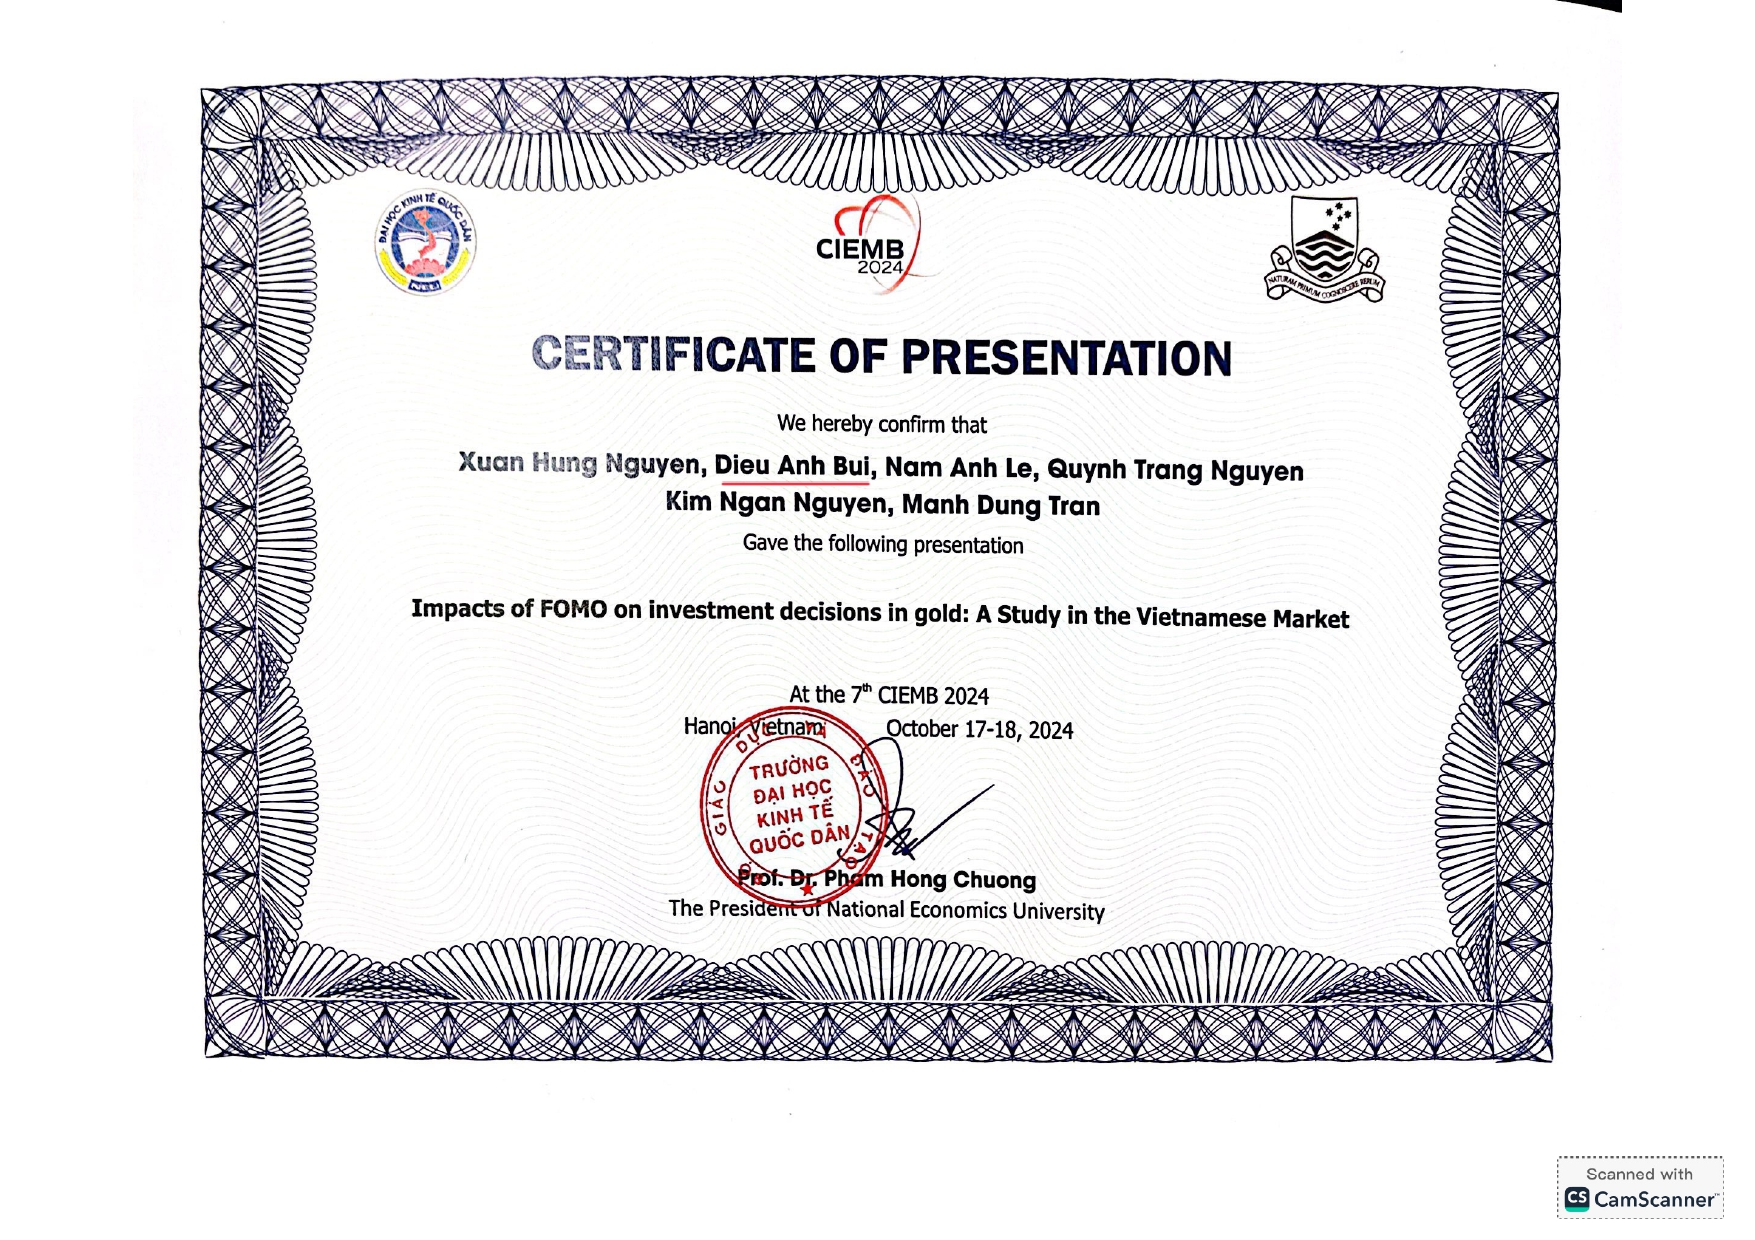 ĐẠI HỌC KINH TẾ QUỐC DÂN
NEU
CIEMB
2024
NATURAM PRIMUM COGNOSCERE RERUM
CERTIFICATE OF PRESENTATION
We hereby confirm that
Xuan Hung Nguyen, Dieu Anh Bui, Nam Anh Le, Quynh Trang Nguyen
Kim Ngan Nguyen, Manh Dung Tran
Gave the following presentation
Impacts of FOMO on investment decisions in gold: A Study in the Vietnamese Market
At the 7th CIEMB 2024
Hanoi, Vietnam October 17-18, 2024
GIÁO DỤC VÀ ĐÀO TẠO
TRƯỜNG
ĐẠI HỌC
KINH TẾ
QUỐC DÂN
Prof. Dr. Pham Hong Chuong
The President of National Economics University
Scanned with
CS CamScanner